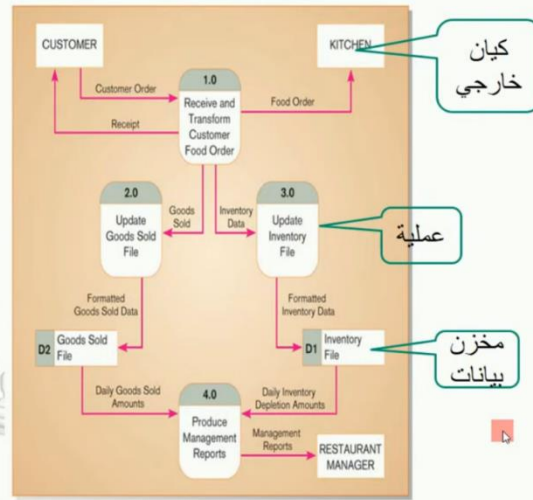 CUSTOMER
KITCHEN
كيان
خارجي
1.0
Customer Order
Receive and
Transform
Customer
Food Order
Food Order
Receipt
2.0
Update
Goods Sold
File
Goods
Sold
Inventory
Data
3.0
Update
Inventory
File
عملية
Formatted
Goods Sold Data
Formatted
Inventory Data
D2
Goods Sold
File
D1
Inventory
File
مخزن
بيانات
Daily Goods Sold
Amounts
4.0
Produce
Management
Reports
Daily Inventory
Depletion Amounts
Management
Reports
RESTAURANT
MANAGER